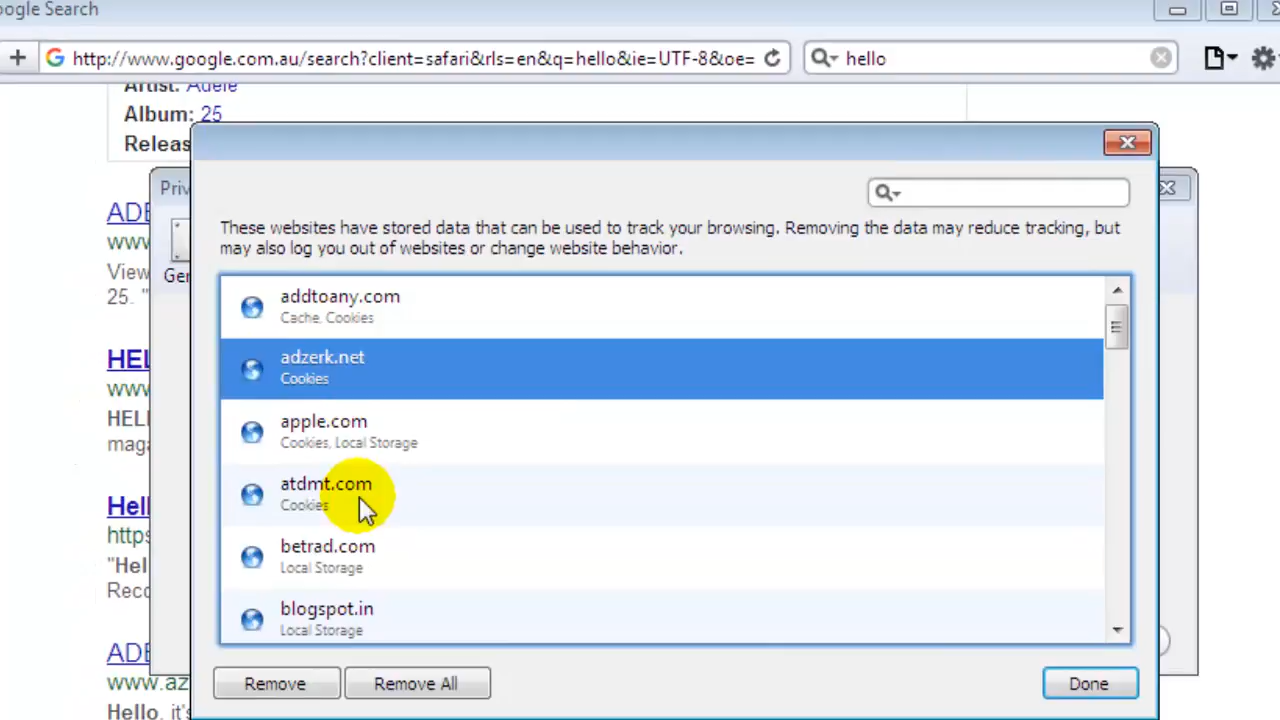 oogle Search
http://www.google.com.au/search?client=safari&rls=en&q=hello&ie=UTF-8&oe=
hello
Artist: Adele
Album: 25
Releas
Priv
These websites have stored data that can be used to track your browsing. Removing the data may reduce tracking, but
may also log you out of websites or change website behavior.
ADE
www
View
25. "
Ger
addtoany.com
Cache, Cookies
adzerk.net
Cookies
HEL
www
HELL
maga
apple.com
Cookies, Local Storage
atdmt.com
Cookies
Hell
https
"Hel
Reco
betrad.com
Local Storage
blogspot.in
Local Storage
ADE
www.az
Hello, it's
Remove
Remove All
Done